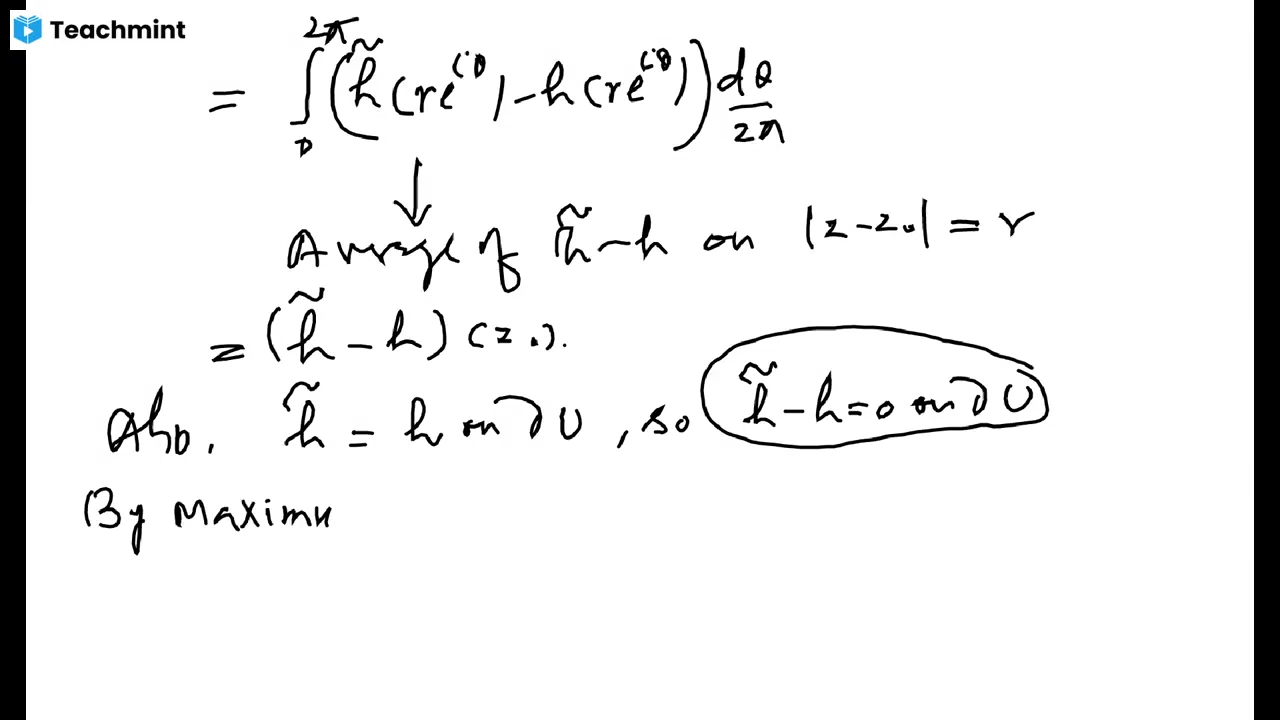 Teachmint
= ∫₀^{2π} (h̃(re^{iθ}) - h(re^{iθ})) dθ/2π
↓
Average of h̃ - h on |z - z₀| = r
= (h̃ - h)(z₀).
Also, h̃ = h on ∂U, so h̃ - h = 0 on ∂U
By Maximu